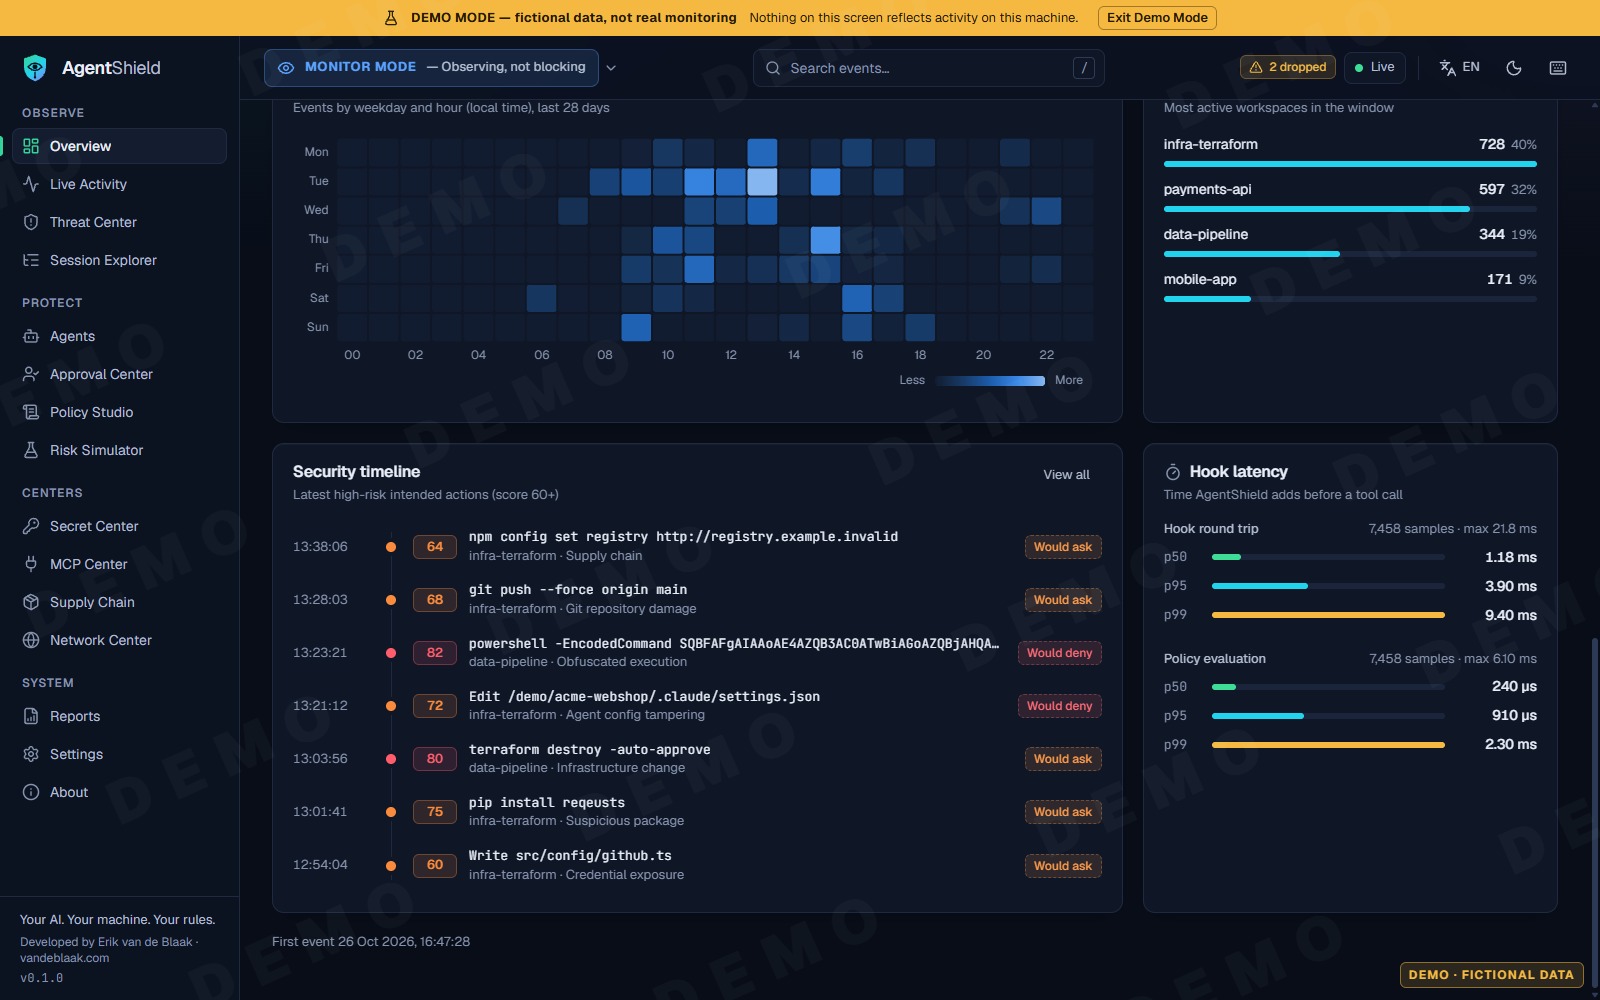 DEMO MODE — fictional data, not real monitoring Nothing on this screen reflects activity on this machine. Exit Demo Mode
AgentShield
MONITOR MODE — Observing, not blocking
Search events... /
2 dropped
Live
EN
OBSERVE
Overview
Live Activity
Threat Center
Session Explorer
PROTECT
Agents
Approval Center
Policy Studio
Risk Simulator
CENTERS
Secret Center
MCP Center
Supply Chain
Network Center
SYSTEM
Reports
Settings
About
Your AI. Your machine. Your rules.
Developed by Erik van de Blaak ·
vandeblaak.com
v0.1.0
Events by weekday and hour (local time), last 28 days
Mon
Tue
Wed
Thu
Fri
Sat
Sun
00 02 04 06 08 10 12 14 16 18 20 22
Less More
Most active workspaces in the window
infra-terraform 728 40%
payments-api 597 32%
data-pipeline 344 19%
mobile-app 171 9%
Security timeline
View all
Latest high-risk intended actions (score 60+)
13:38:06 64 npm config set registry http://registry.example.invalid Would ask
infra-terraform · Supply chain
13:28:03 68 git push --force origin main Would ask
infra-terraform · Git repository damage
13:23:21 82 powershell -EncodedCommand SQBFAFgAIAAoAE4AZQB3AC0ATwBiAGoAZQBjAHQA… Would deny
data-pipeline · Obfuscated execution
13:21:12 72 Edit /demo/acme-webshop/.claude/settings.json Would deny
infra-terraform · Agent config tampering
13:03:56 80 terraform destroy -auto-approve Would ask
data-pipeline · Infrastructure change
13:01:41 75 pip install reqeusts Would ask
infra-terraform · Suspicious package
12:54:04 60 Write src/config/github.ts Would ask
infra-terraform · Credential exposure
Hook latency
Time AgentShield adds before a tool call
Hook round trip 7,458 samples · max 21.8 ms
p50 1.18 ms
p95 3.90 ms
p99 9.40 ms
Policy evaluation 7,458 samples · max 6.10 ms
p50 240 µs
p95 910 µs
p99 2.30 ms
First event 26 Oct 2026, 16:47:28
DEMO · FICTIONAL DATA